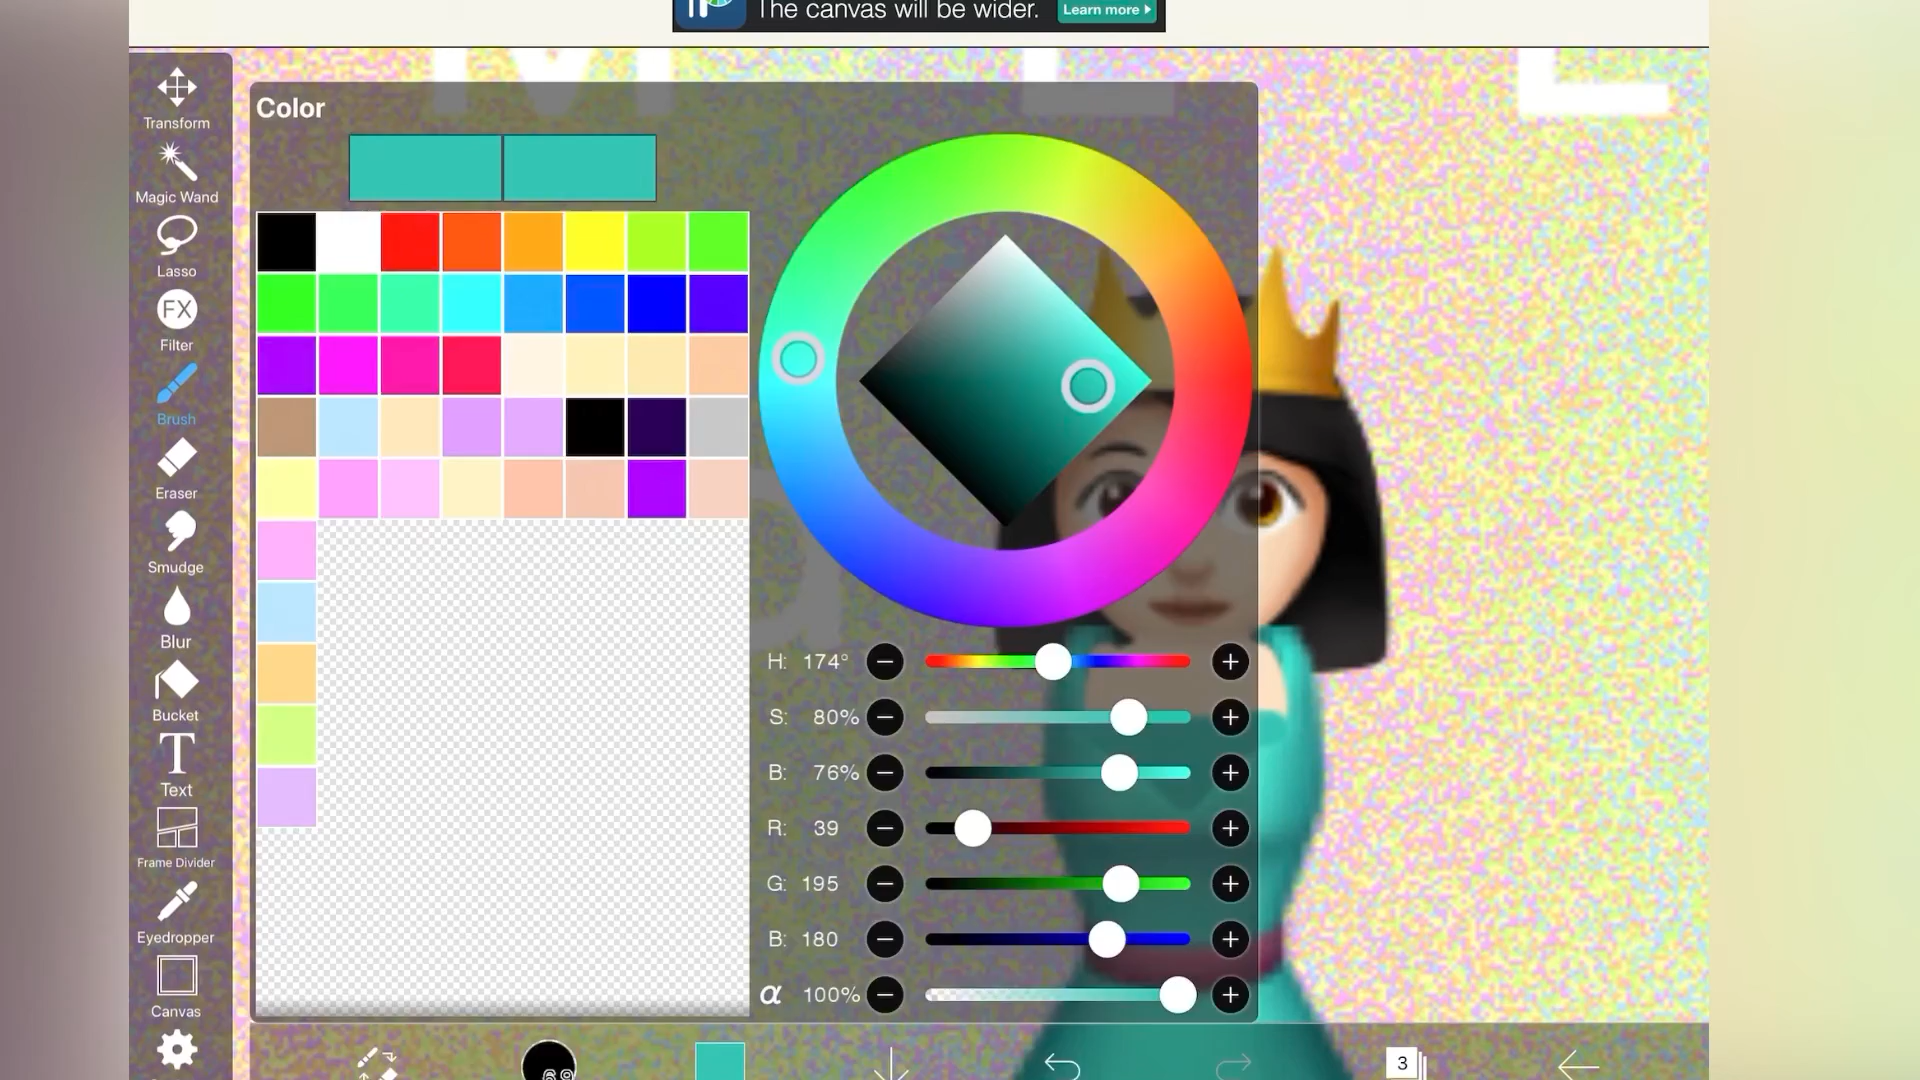 The canvas will be wider.
Learn more
Transform
Magic Wand
Lasso
FX
Filter
Brush
Eraser
Smudge
Blur
Bucket
T
Text
Frame Divider
Eyedropper
Canvas
Color
H: 174°
S: 80%
B: 76%
R: 39
G: 195
B: 180
α 100%
69
3